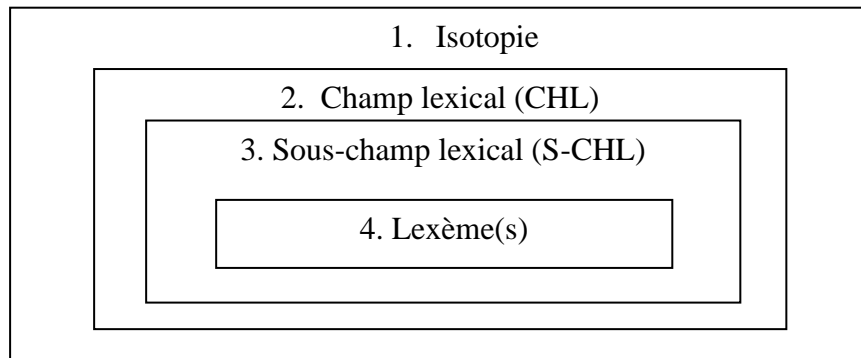 1. Isotopie
2. Champ lexical (CHL)
3. Sous-champ lexical (S-CHL)
4. Lexème(s)